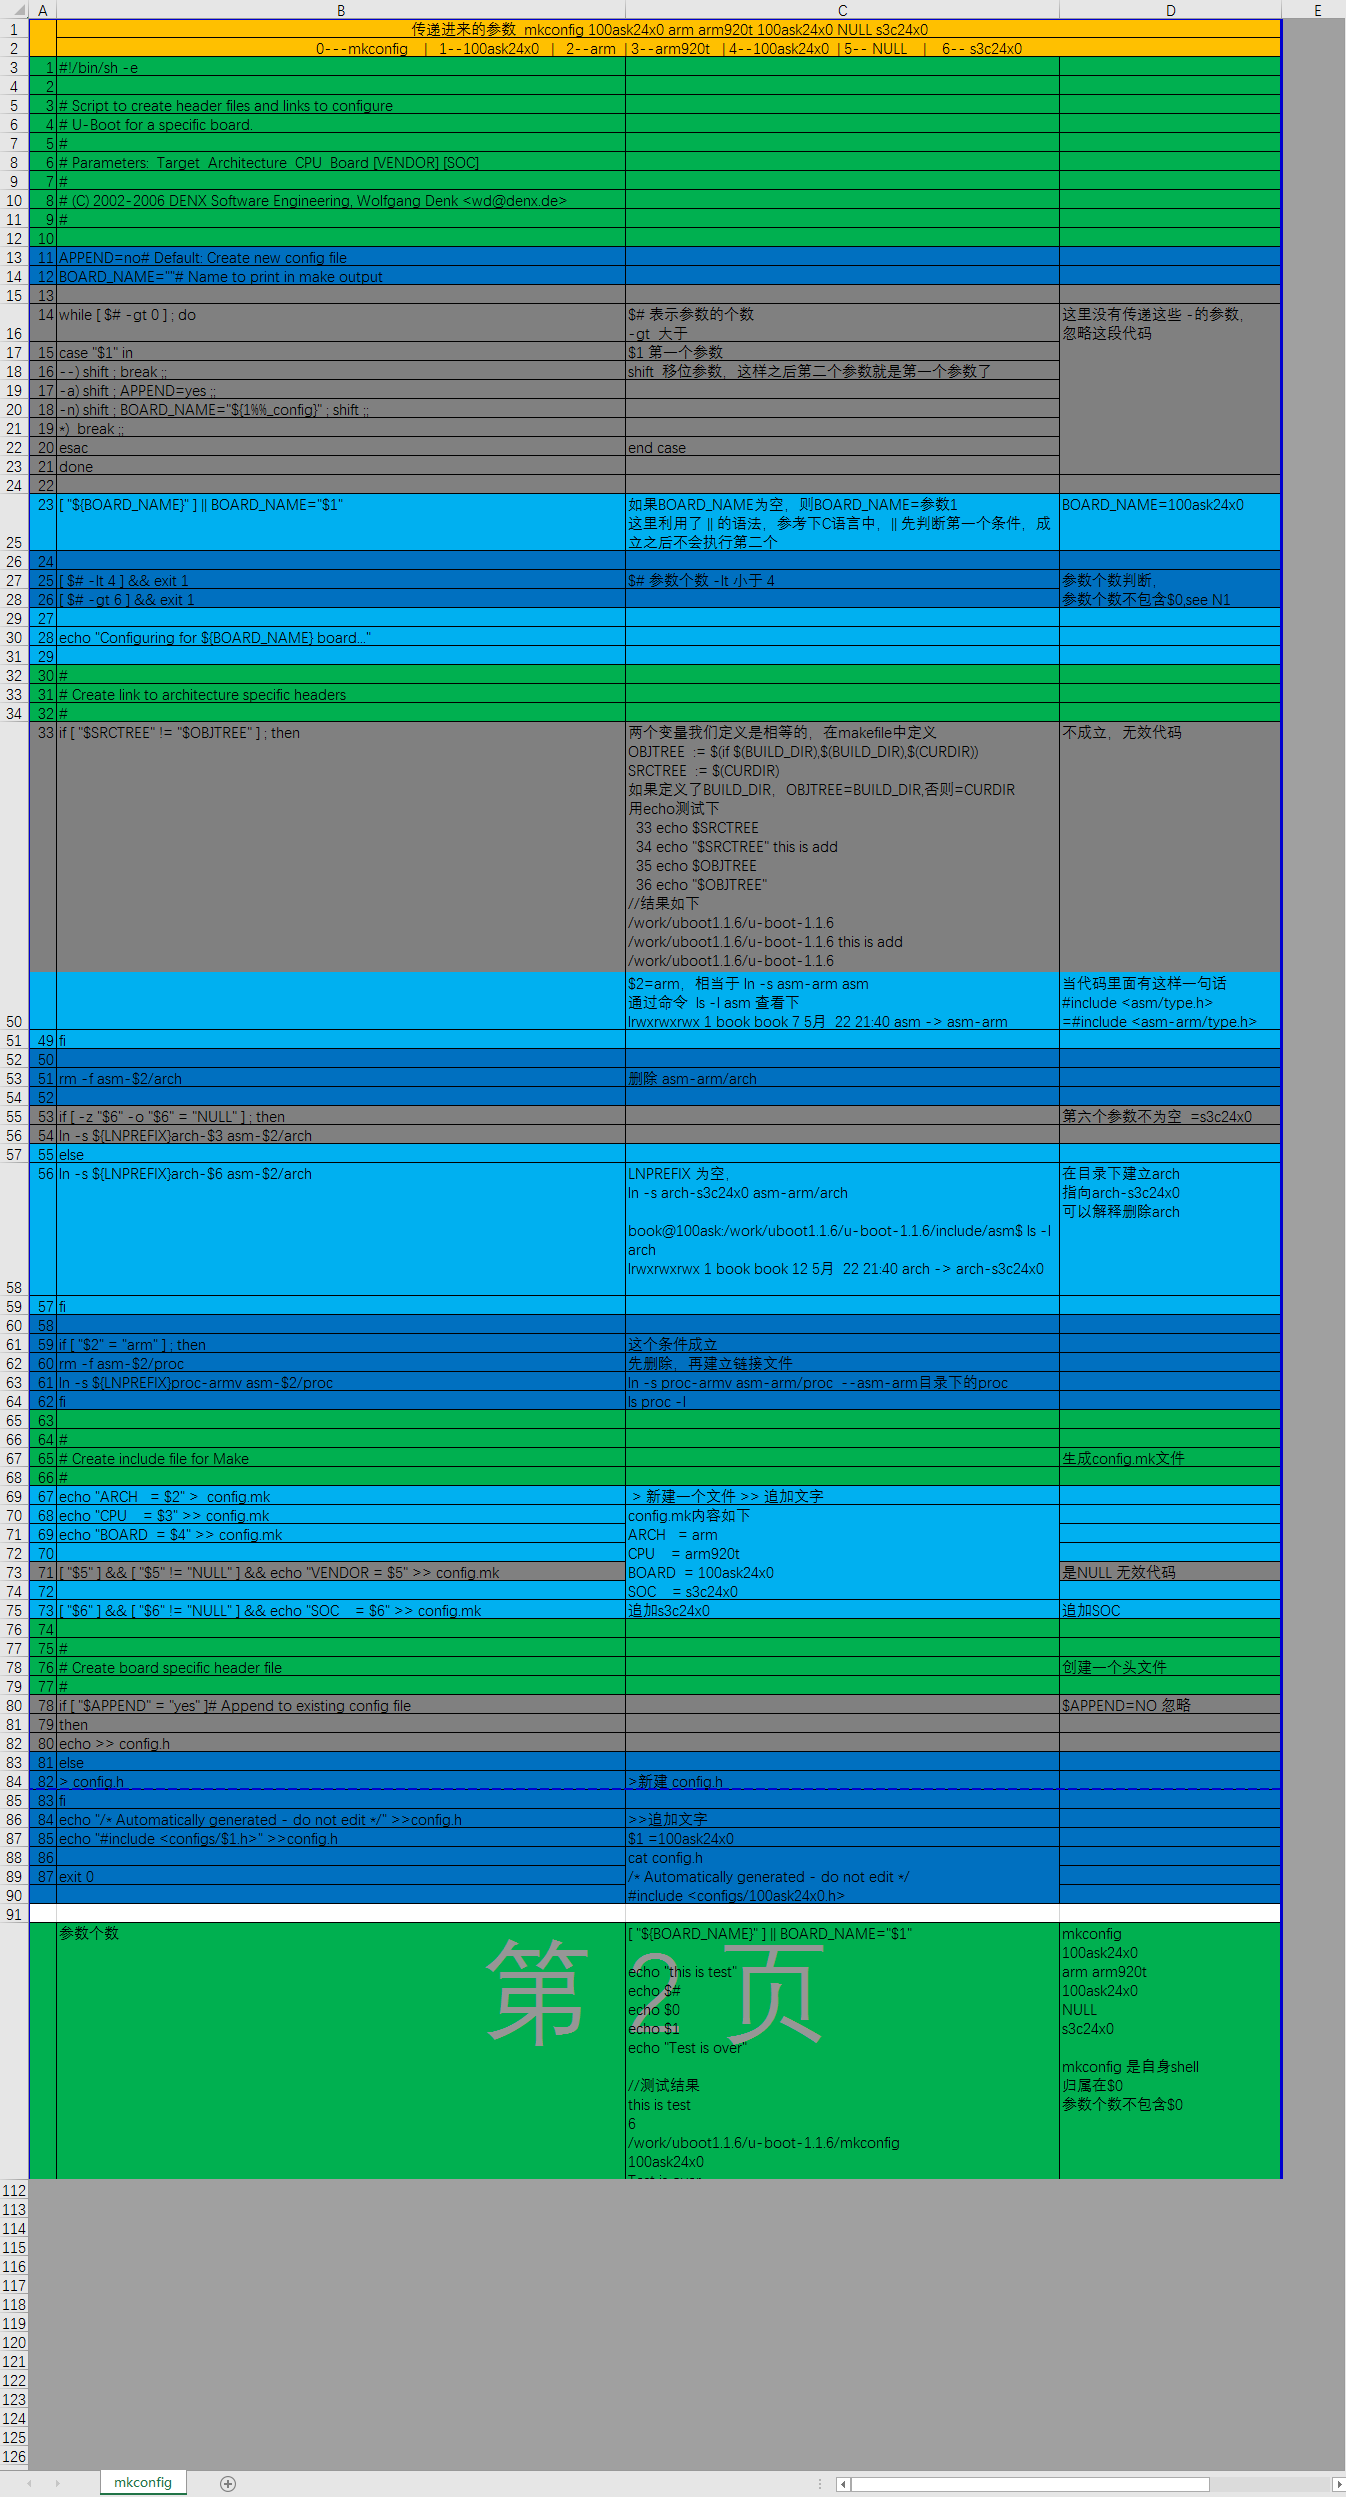 A B C D E
1 传递进来的参数 mkconfig 100ask24x0 arm arm920t 100ask24x0 NULL s3c24x0
2 0---mkconfig | 1--100ask24x0 | 2--arm | 3--arm920t | 4--100ask24x0 | 5-- NULL | 6-- s3c24x0
3 1 #!/bin/sh -e
4 2
5 3 # Script to create header files and links to configure
6 4 # U-Boot for a specific board.
7 5 #
8 6 # Parameters: Target Architecture CPU Board [VENDOR] [SOC]
9 7 #
10 8 # (C) 2002-2006 DENX Software Engineering, Wolfgang Denk <wd@denx.de>
11 9 #
12 10
13 11 APPEND=no# Default: Create new config file
14 12 BOARD_NAME=""# Name to print in make output
15 13
14 while [ $# -gt 0 ] ; do $# 表示参数的个数 这里没有传递这些 -的参数,
16 -gt 大于 忽略这段代码
17 15 case "$1" in $1 第一个参数
18 16 --) shift ; break ;; shift 移位参数, 这样之后第二个参数就是第一个参数了
19 17 -a) shift ; APPEND=yes ;;
20 18 -n) shift ; BOARD_NAME="${1%%_config}" ; shift ;;
21 19 *) break ;;
22 20 esac end case
23 21 done
24 22
23 [ "${BOARD_NAME}" ] || BOARD_NAME="$1" 如果BOARD_NAME为空, 则BOARD_NAME=参数1 BOARD_NAME=100ask24x0
这里利用了 || 的语法, 参考下C语言中, || 先判断第一个条件, 成
25 立之后不会执行第二个
26 24
27 25 [ $# -lt 4 ] && exit 1 $# 参数个数 -lt 小于 4 参数个数判断,
28 26 [ $# -gt 6 ] && exit 1 参数个数不包含$0,see N1
29 27
30 28 echo "Configuring for ${BOARD_NAME} board..."
31 29
32 30 #
33 31 # Create link to architecture specific headers
34 32 #
33 if [ "$SRCTREE" != "$OBJTREE" ] ; then 两个变量我们定义是相等的, 在makefile中定义 不成立, 无效代码
OBJTREE := $(if $(BUILD_DIR),$(BUILD_DIR),$(CURDIR))
SRCTREE := $(CURDIR)
如果定义了BUILD_DIR, OBJTREE=BUILD_DIR,否则=CURDIR
用echo测试下
33 echo $SRCTREE
34 echo "$SRCTREE" this is add
35 echo $OBJTREE
36 echo "$OBJTREE"
//结果如下
/work/uboot1.1.6/u-boot-1.1.6
/work/uboot1.1.6/u-boot-1.1.6 this is add
/work/uboot1.1.6/u-boot-1.1.6
$2=arm, 相当于 ln -s asm-arm asm 当代码里面有这样一句话
通过命令 ls -l asm 查看下 #include <asm/type.h>
50 lrwxrwxrwx 1 book book 7 5月 22 21:40 asm -> asm-arm =#include <asm-arm/type.h>
51 49 fi
52 50
53 51 rm -f asm-$2/arch 删除 asm-arm/arch
54 52
55 53 if [ -z "$6" -o "$6" = "NULL" ] ; then 第六个参数不为空 =s3c24x0
56 54 ln -s ${LNPREFIX}arch-$3 asm-$2/arch
57 55 else
56 ln -s ${LNPREFIX}arch-$6 asm-$2/arch LNPREFIX 为空, 在目录下建立arch
ln -s arch-s3c24x0 asm-arm/arch 指向arch-s3c24x0
可以解释删除arch
book@100ask:/work/uboot1.1.6/u-boot-1.1.6/include/asm$ ls -l
arch
lrwxrwxrwx 1 book book 12 5月 22 21:40 arch -> arch-s3c24x0
58
59 57 fi
60 58
61 59 if [ "$2" = "arm" ] ; then 这个条件成立
62 60 rm -f asm-$2/proc 先删除, 再建立链接文件
63 61 ln -s ${LNPREFIX}proc-armv asm-$2/proc ln -s proc-armv asm-arm/proc --asm-arm目录下的proc
64 62 fi ls proc -l
65 63
66 64 #
67 65 # Create include file for Make 生成config.mk文件
68 66 #
69 67 echo "ARCH = $2" > config.mk > 新建一个文件 >> 追加文字
70 68 echo "CPU = $3" >> config.mk config.mk内容如下
71 69 echo "BOARD = $4" >> config.mk ARCH = arm
72 70 CPU = arm920t
73 71 [ "$5" ] && [ "$5" != "NULL" ] && echo "VENDOR = $5" >> config.mk BOARD = 100ask24x0 是NULL 无效代码
74 72 SOC = s3c24x0
75 73 [ "$6" ] && [ "$6" != "NULL" ] && echo "SOC = $6" >> config.mk 追加s3c24x0 追加SOC
76 74
77 75 #
78 76 # Create board specific header file 创建一个头文件
79 77 #
80 78 if [ "$APPEND" = "yes" ]# Append to existing config file $APPEND=NO 忽略
81 79 then
82 80 echo >> config.h
83 81 else
84 82 > config.h >新建 config.h
85 83 fi
86 84 echo "/* Automatically generated - do not edit */" >>config.h >>追加文字
87 85 echo "#include <configs/$1.h>" >>config.h $1 =100ask24x0
88 86 cat config.h
89 87 exit 0 /* Automatically generated - do not edit */
90 #include <configs/100ask24x0.h>
91
参数个数 [ "${BOARD_NAME}" ] || BOARD_NAME="$1" mkconfig
100ask24x0
echo "this is test" arm arm920t
echo $# 100ask24x0
echo $0 NULL
echo $1 s3c24x0
echo "Test is over"
第 2 页
mkconfig 是自身shell
//测试结果 归属在$0
this is test 参数个数不包含$0
6
/work/uboot1.1.6/u-boot-1.1.6/mkconfig
100ask24x0
Test is over
112
113
114
115
116
117
118
119
120
121
122
123
124
125
126
mkconfig